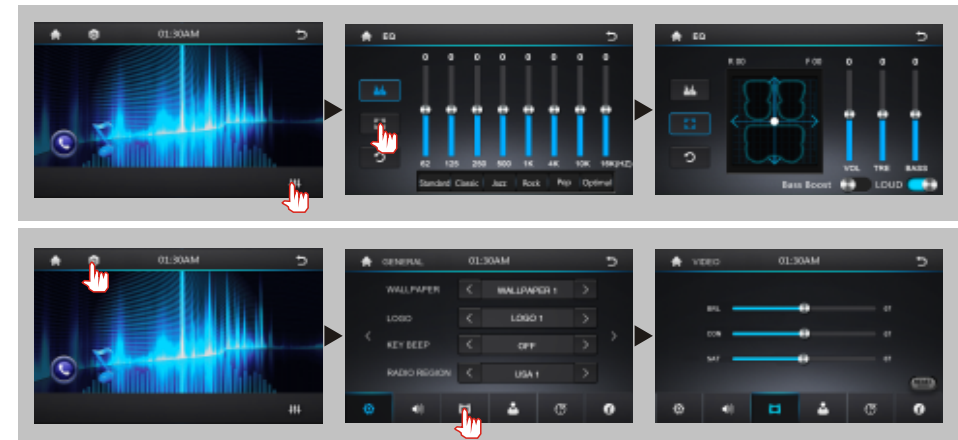 01:30AM
EQ
0 0 0 0 0 0 0 0
62 125 250 500 1K 4K 10K 16K(HZ)
Standard Classic Jazz Rock Pop Optimal
EQ
R 00 F 00 0 0 0
VOL TRE BASS
Bass Boost LOUD
01:30AM
GENERAL 01:30AM
WALLPAPER WALLPAPER 1
LOGO LOGO 1
KEY BEEP OFF
RADIO REGION USA 1
VIDEO 01:30AM
BRI
CON
SAT